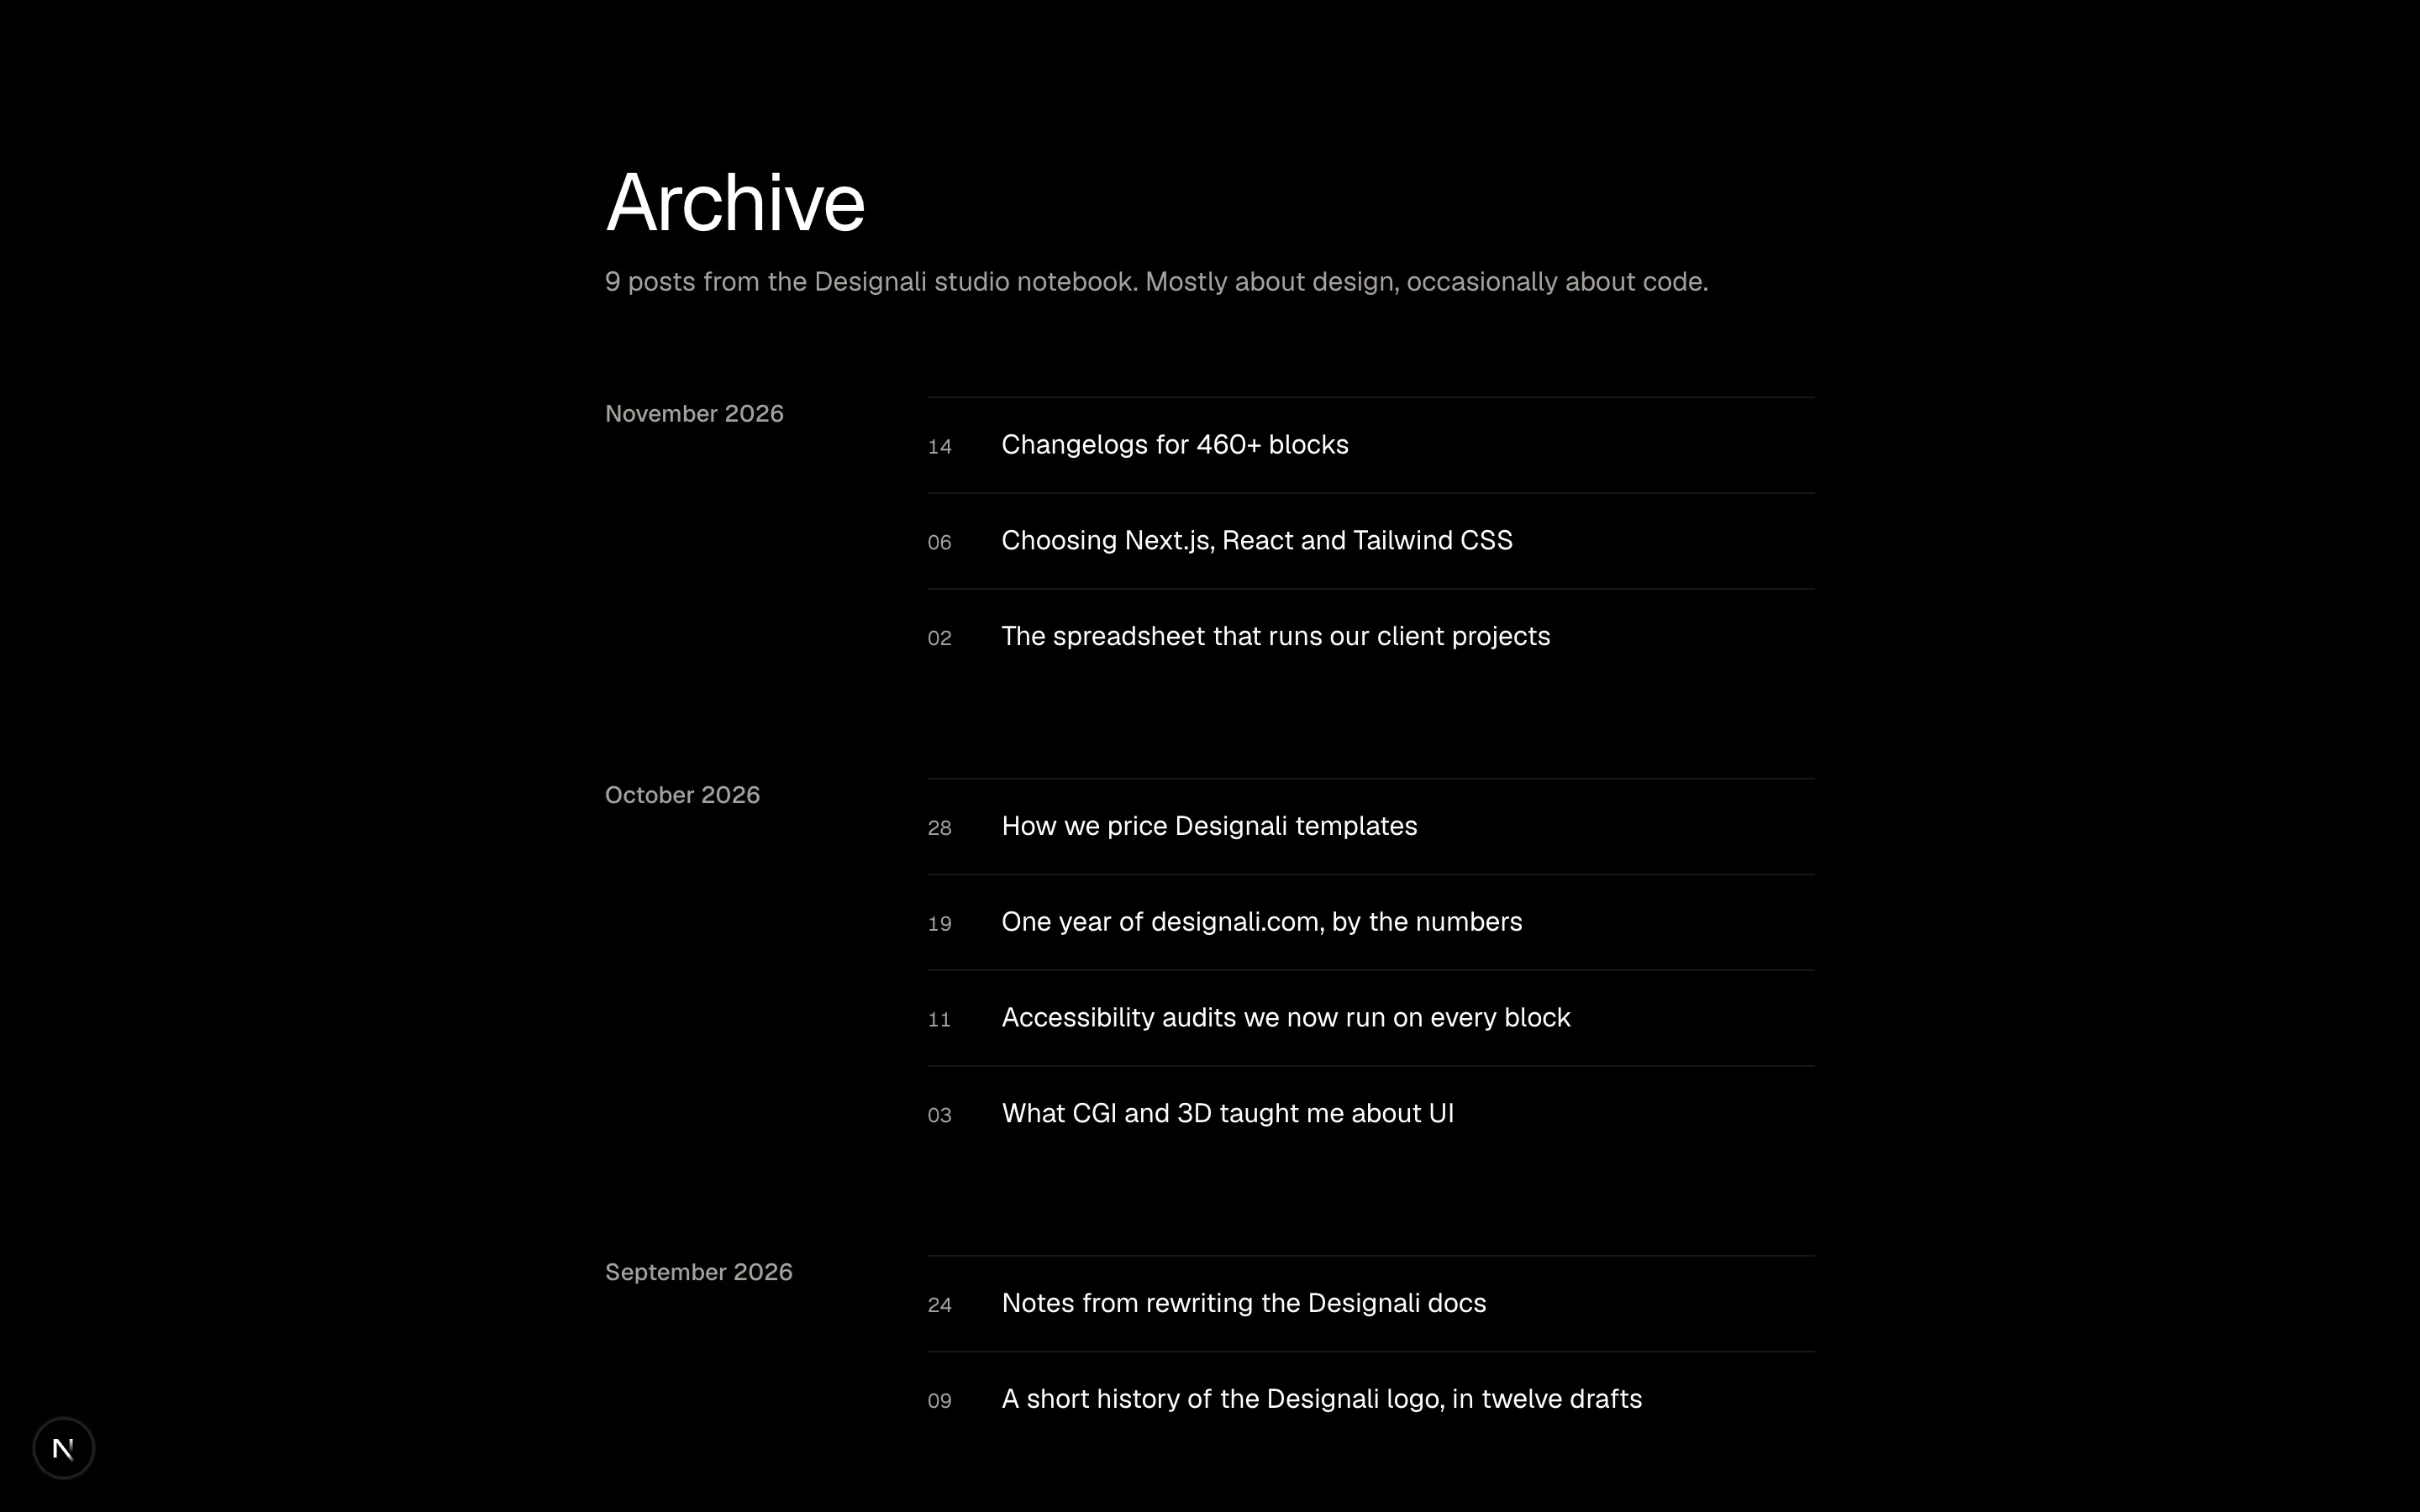 Archive
9 posts from the Designali studio notebook. Mostly about design, occasionally about code.
November 2026
14 Changelogs for 460+ blocks
06 Choosing Next.js, React and Tailwind CSS
02 The spreadsheet that runs our client projects
October 2026
28 How we price Designali templates
19 One year of designali.com, by the numbers
11 Accessibility audits we now run on every block
03 What CGI and 3D taught me about UI
September 2026
24 Notes from rewriting the Designali docs
09 A short history of the Designali logo, in twelve drafts
N